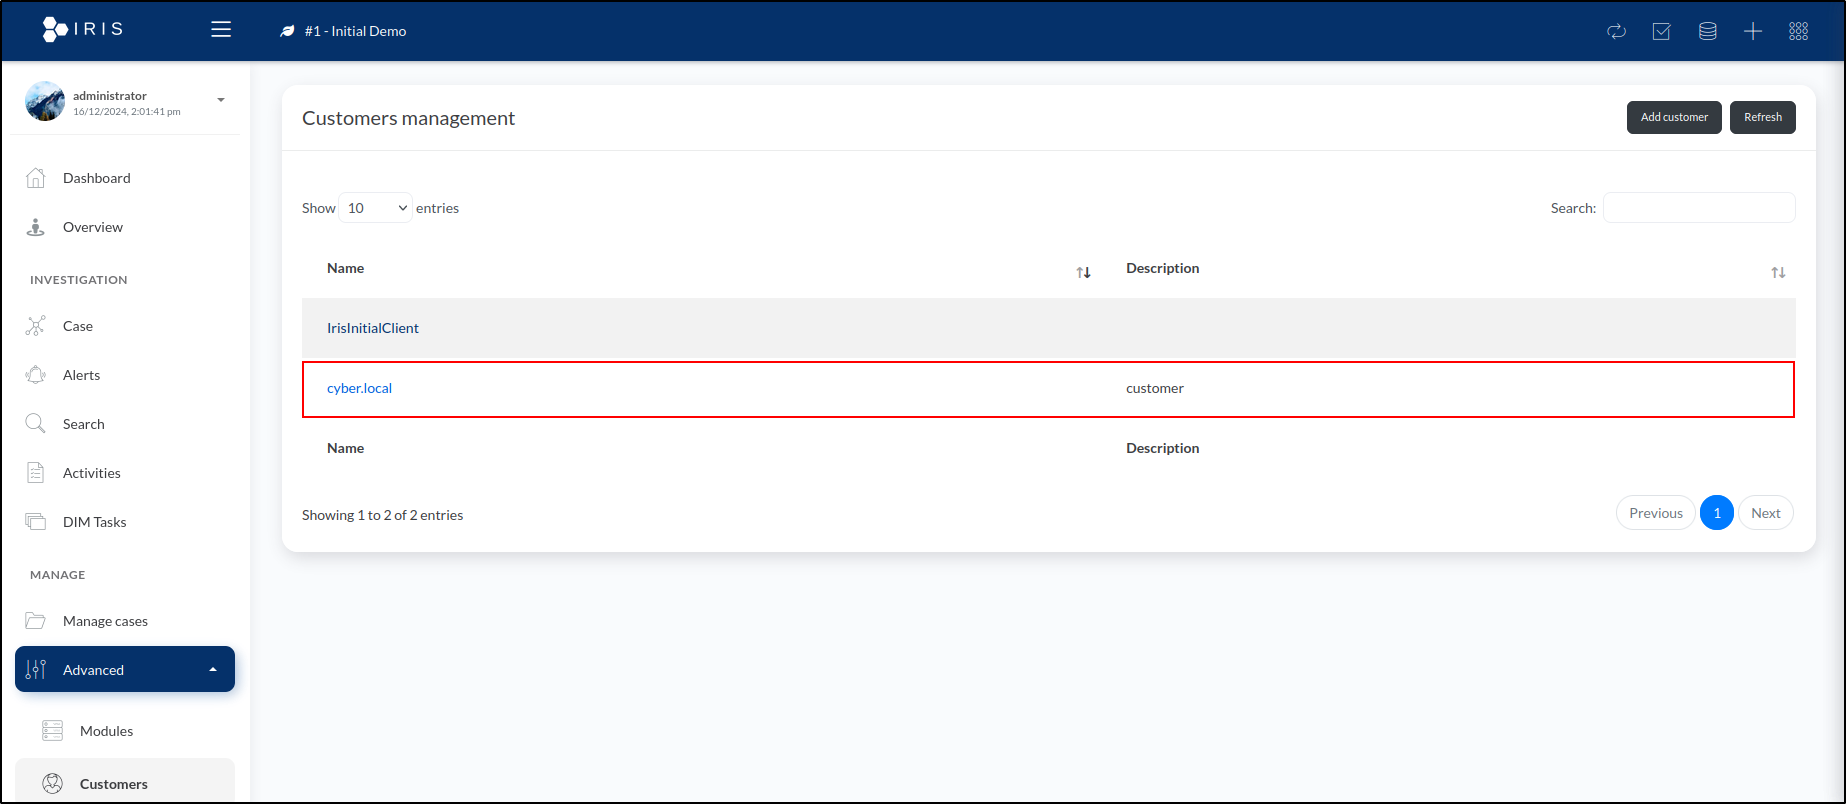 IRIS
#1 - Initial Demo
administrator
16/12/2024, 2:01:41 pm
Dashboard
Overview
INVESTIGATION
Case
Alerts
Search
Activities
DIM Tasks
MANAGE
Manage cases
Advanced
Modules
Customers
Customers management
Add customer
Refresh
Show 10 entries
Search:
Name Description
IrisInitialClient
cyber.local customer
Name Description
Showing 1 to 2 of 2 entries
Previous 1 Next